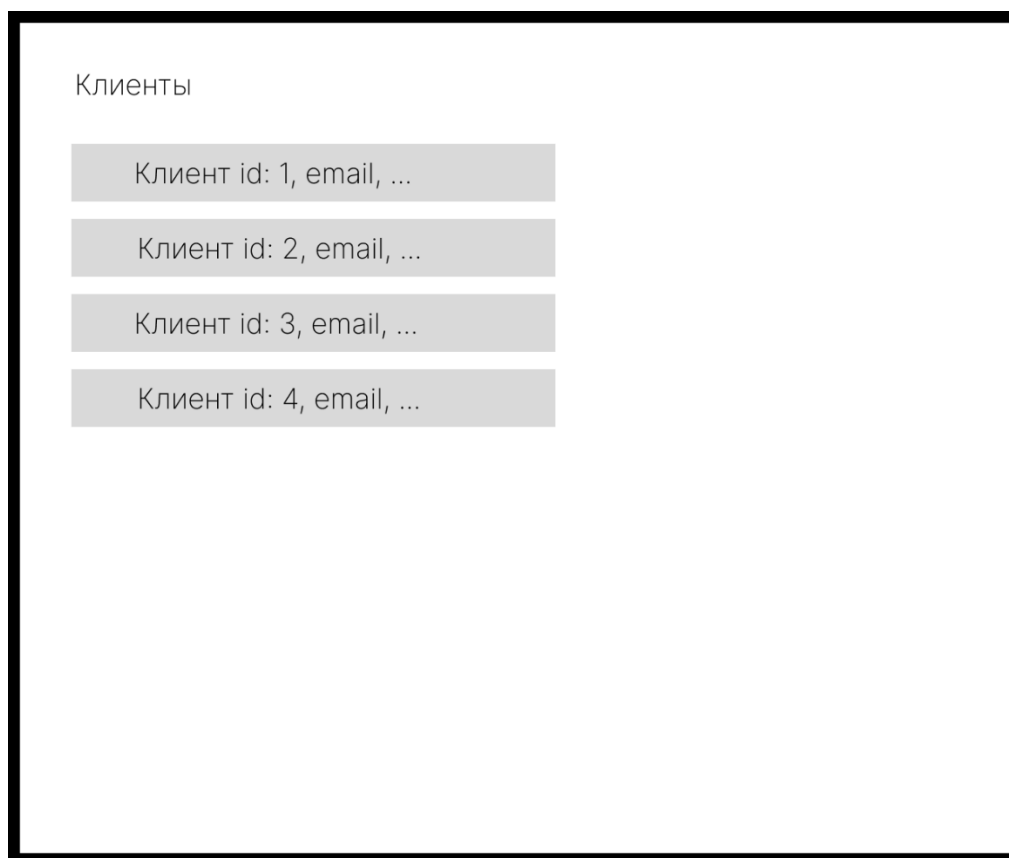 Клиенты
Клиент id: 1, email, ...
Клиент id: 2, email, ...
Клиент id: 3, email, ...
Клиент id: 4, email, ...